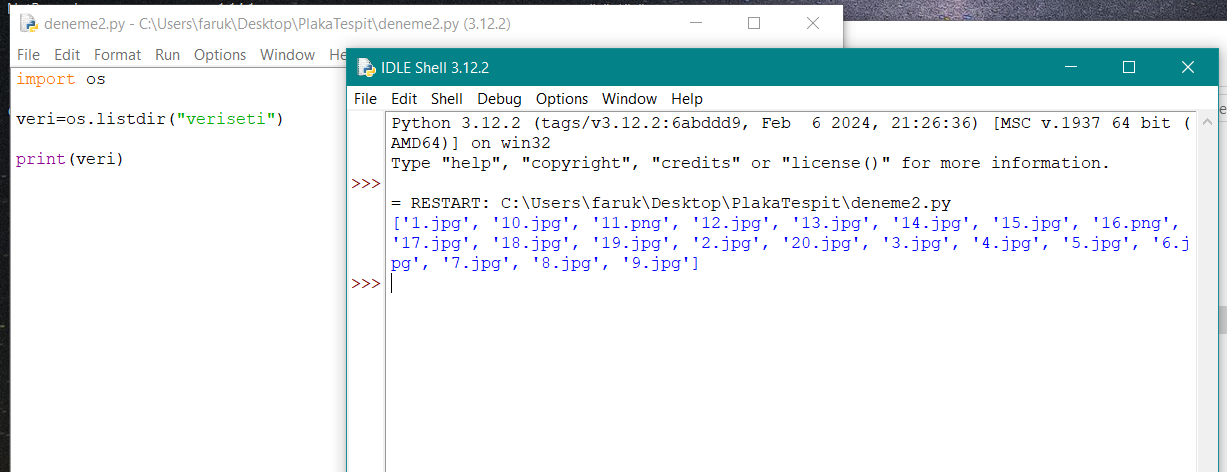 deneme2.py - C:\Users\faruk\Desktop\PlakaTespit\deneme2.py (3.12.2)
File Edit Format Run Options Window
import os
veri=os.listdir("veriseti")
print(veri)
IDLE Shell 3.12.2
File Edit Shell Debug Options Window Help
Python 3.12.2 (tags/v3.12.2:6abddd9, Feb  6 2024, 21:26:36) [MSC v.1937 64 bit (
AMD64)] on win32
Type "help", "copyright", "credits" or "license()" for more information.
>>>
= RESTART: C:\Users\faruk\Desktop\PlakaTespit\deneme2.py
['1.jpg', '10.jpg', '11.png', '12.jpg', '13.jpg', '14.jpg', '15.jpg', '16.png',
'17.jpg', '18.jpg', '19.jpg', '2.jpg', '20.jpg', '3.jpg', '4.jpg', '5.jpg', '6.j
pg', '7.jpg', '8.jpg', '9.jpg']
>>>